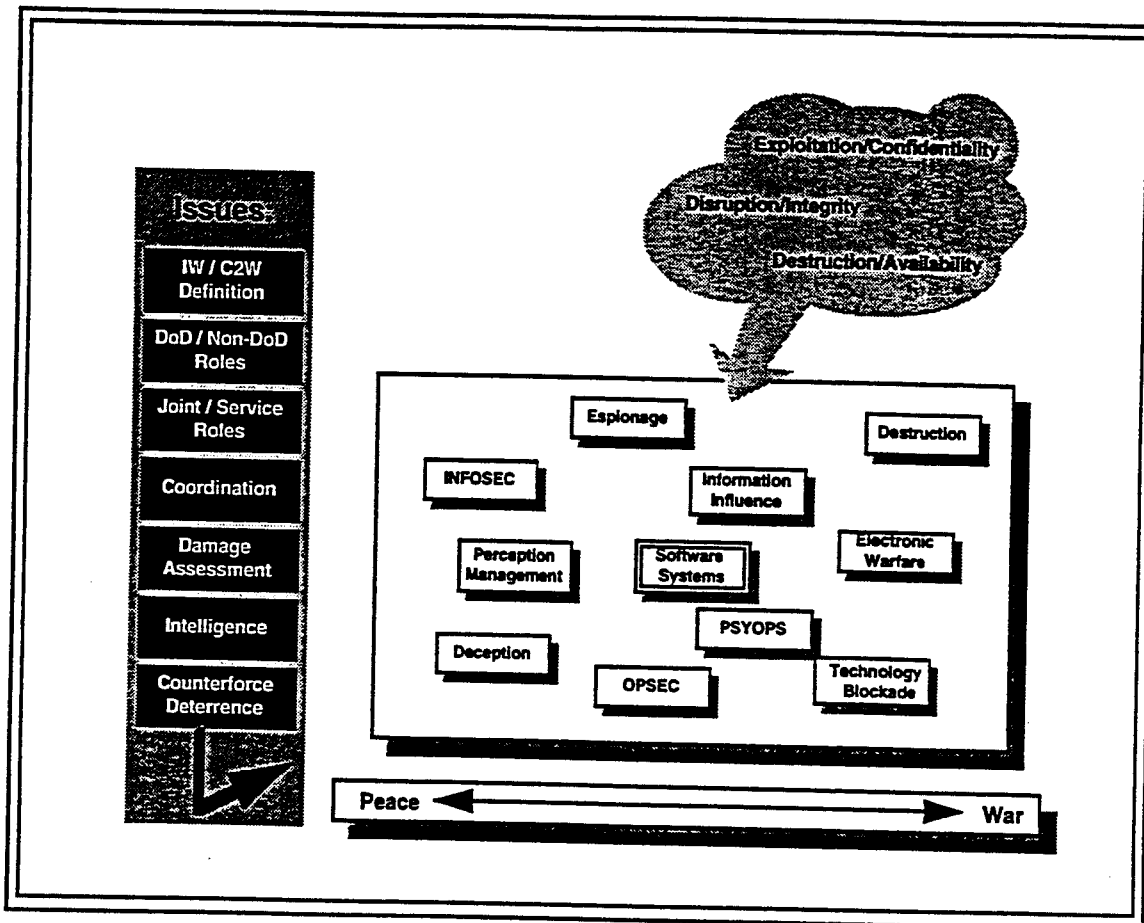 Issues:
IW / C2W
Definition
DoD / Non-DoD
Roles
Joint / Service
Roles
Coordination
Damage
Assessment
Intelligence
Counterforce
Deterrence
Exploitation/Confidentiality
Disruption/Integrity
Destruction/Availability
Espionage
Destruction
INFOSEC
Information
Influence
Electronic
Warfare
Perception
Management
Software
Systems
PSYOPS
Deception
OPSEC
Technology
Blockade
Peace
War